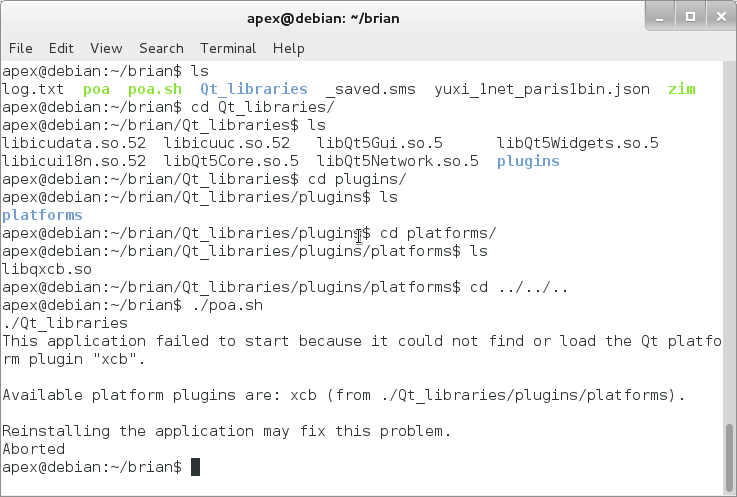 apex@debian: ~/brian
File Edit View Search Terminal Help
apex@debian:~/brian$ ls
log.txt poa poa.sh Qt_libraries _saved.sms yuxi_1net_paris1bin.json zim
apex@debian:~/brian$ cd Qt_libraries/
apex@debian:~/brian/Qt_libraries$ ls
libicudata.so.52 libicuuc.so.52 libQt5Gui.so.5 libQt5Widgets.so.5
libicui18n.so.52 libQt5Core.so.5 libQt5Network.so.5 plugins
apex@debian:~/brian/Qt_libraries$ cd plugins/
apex@debian:~/brian/Qt_libraries/plugins$ ls
platforms
apex@debian:~/brian/Qt_libraries/plugins$ cd platforms/
apex@debian:~/brian/Qt_libraries/plugins/platforms$ ls
libqxcb.so
apex@debian:~/brian/Qt_libraries/plugins/platforms$ cd ../../..
apex@debian:~/brian$ ./poa.sh
./Qt_libraries
This application failed to start because it could not find or load the Qt platfo
rm plugin "xcb".
Available platform plugins are: xcb (from ./Qt_libraries/plugins/platforms).
Reinstalling the application may fix this problem.
Aborted
apex@debian:~/brian$